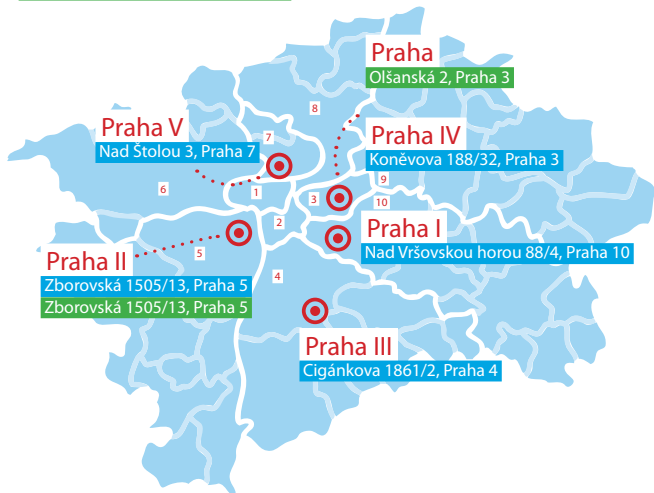 Praha
Olšanská 2, Praha 3
8
Praha V
Nad Štolou 3, Praha 7
7
Praha IV
Koněvova 188/32, Praha 3
6
1
3
9
10
2
Praha I
Nad Vršovskou horou 88/4, Praha 10
5
Praha II
Zborovská 1505/13, Praha 5
Zborovská 1505/13, Praha 5
4
Praha III
Cigánkova 1861/2, Praha 4